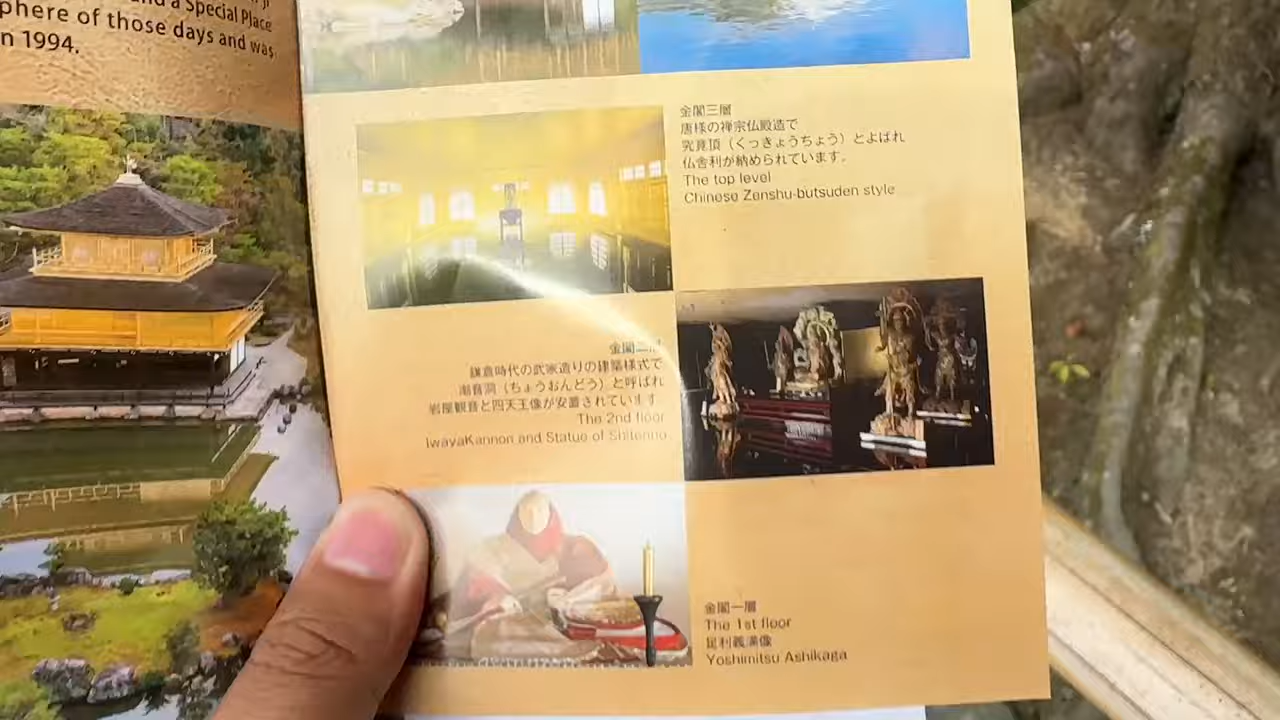 and a Special Place
phere of those days and was
n 1994.
金閣三層
唐様の禅宗仏殿造で
究竟頂（くっきょうちょう）とよばれ
仏舎利が納められています。
The top level
Chinese Zenshu-butsuden style
金閣二層
鎌倉時代の武家造りの建築様式で
潮音洞（ちょうおんどう）と呼ばれ
岩屋観音と四天王像が安置されています。
The 2nd floor
IwayaKannon and Statue of Shitenno
金閣一層
The 1st floor
足利義満像
Yoshimitsu Ashikaga